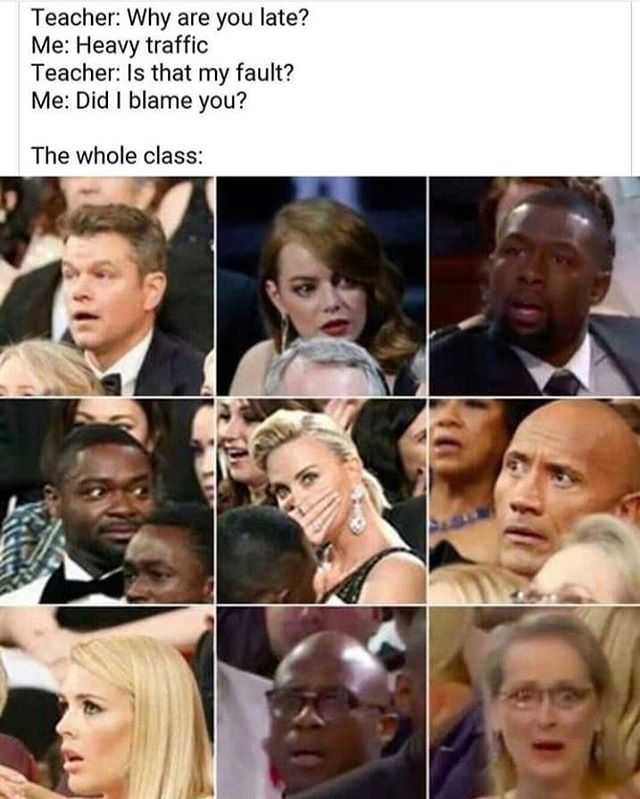 Teacher: Why are you late?
Me: Heavy traffic
Teacher: Is that my fault?
Me: Did I blame you?
The whole class: